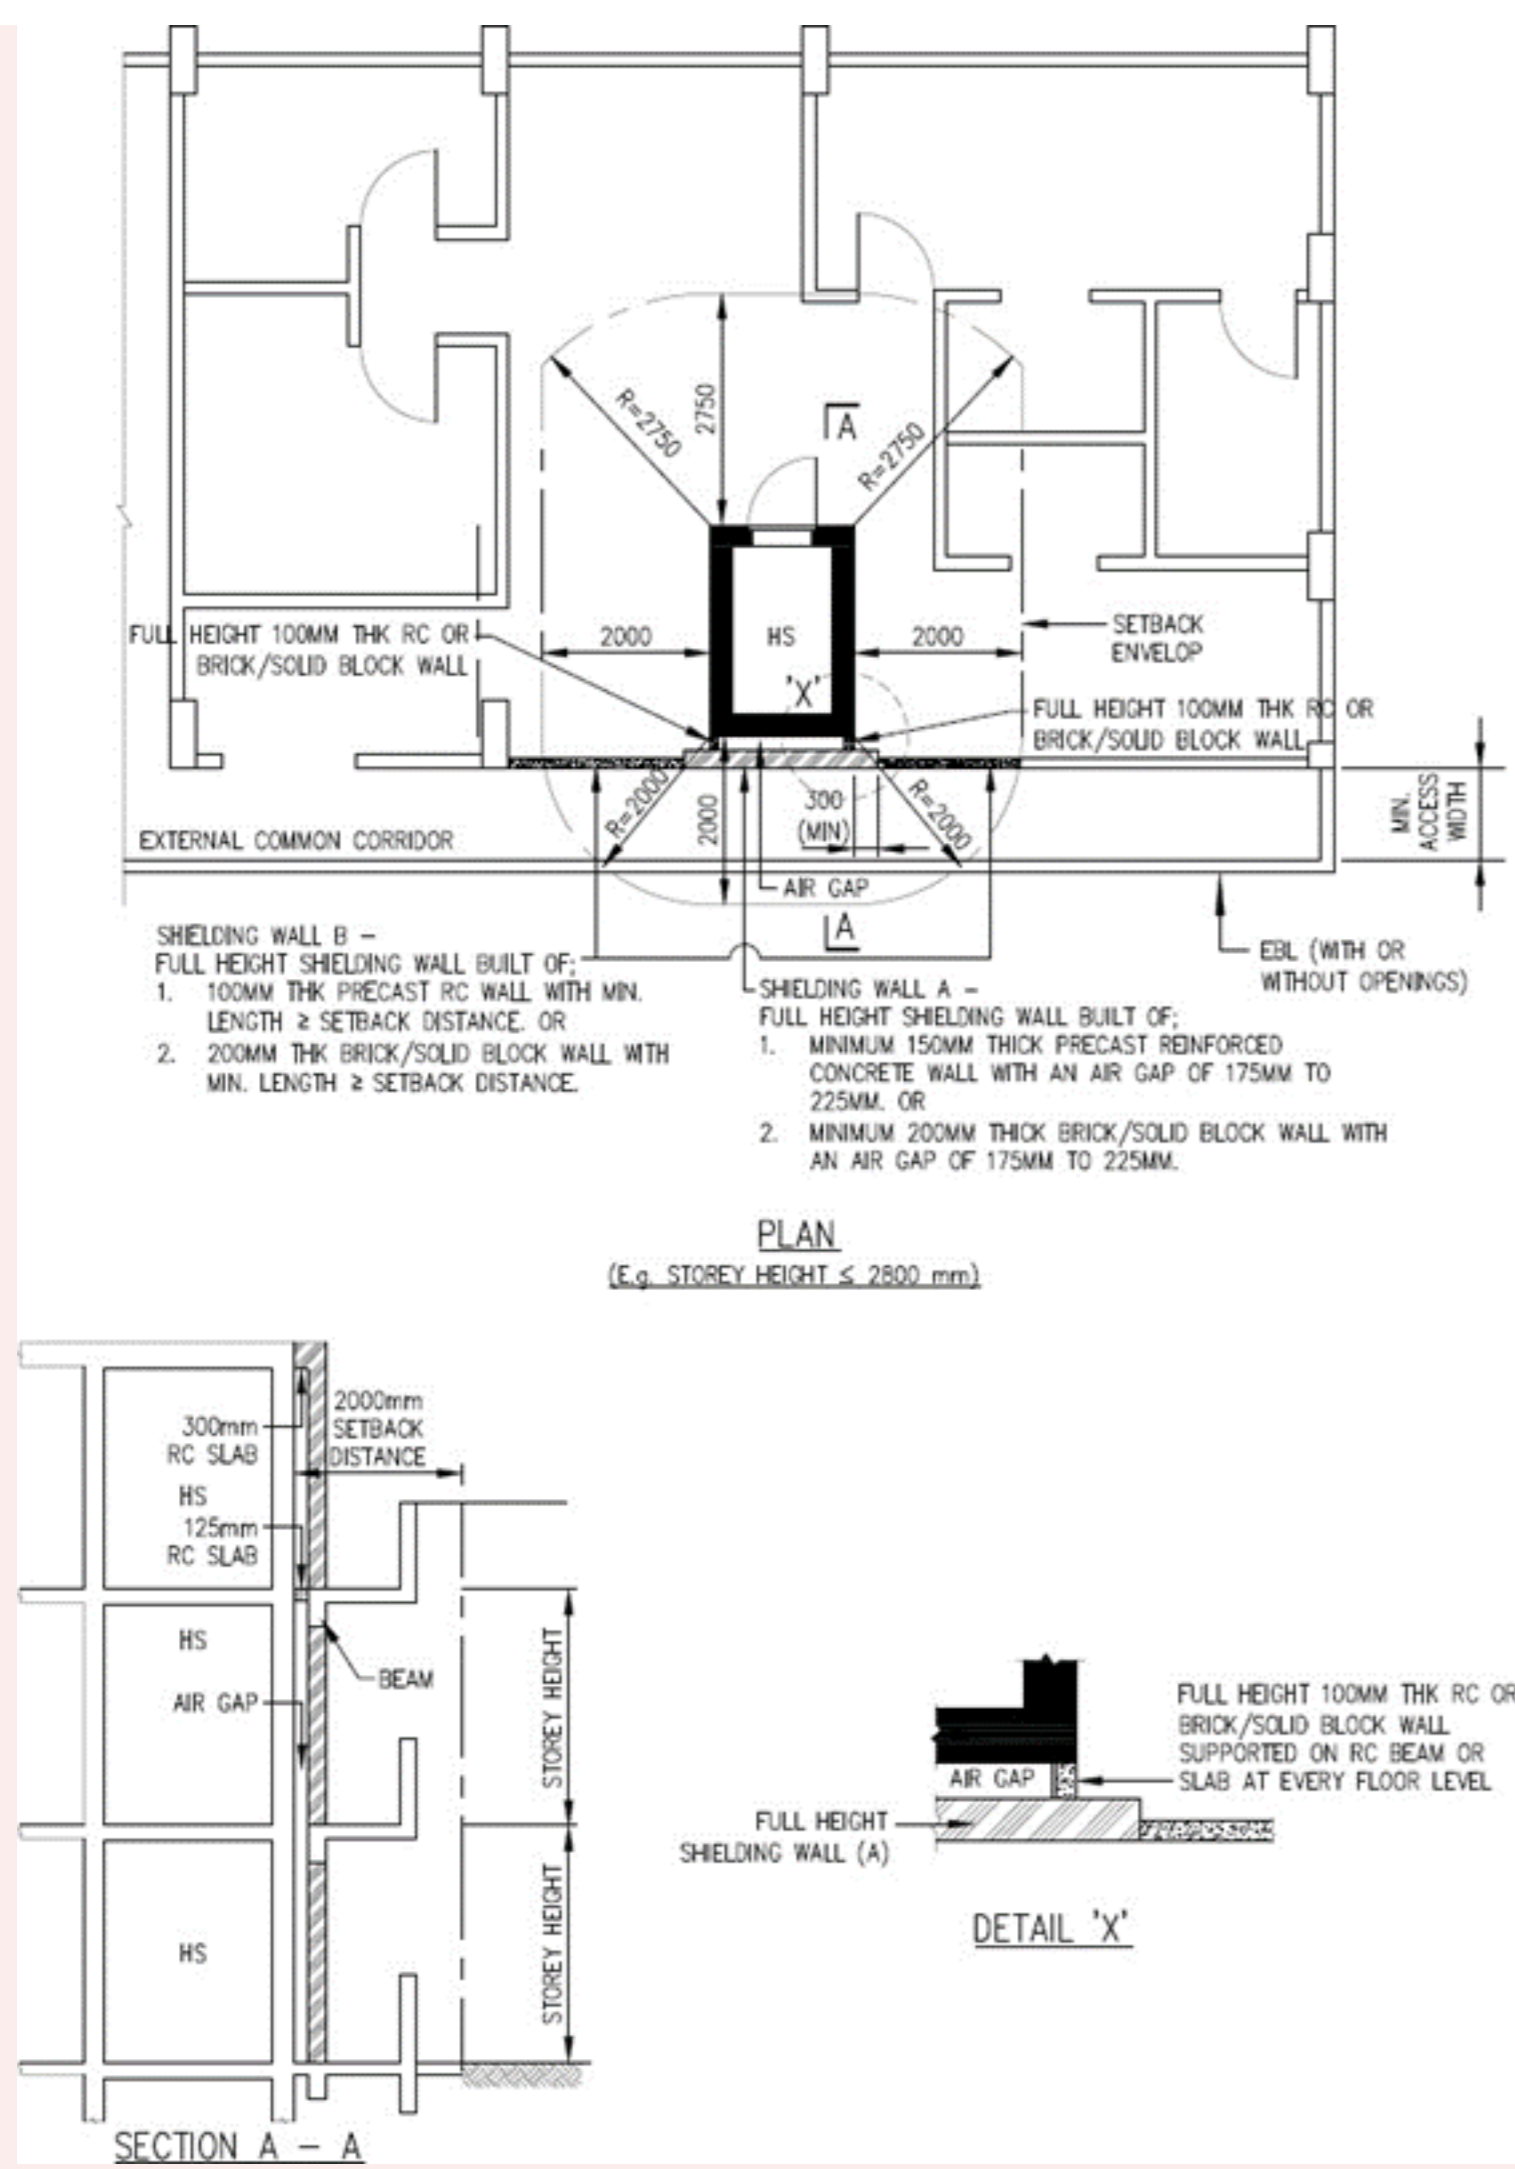 2750
R=2750
R=2750
A
FULL HEIGHT 100MM THK RC OR
BRICK/SOLID BLOCK WALL
2000
HS
2000
SETBACK
ENVELOP
'X'
FULL HEIGHT 100MM THK RC OR
BRICK/SOLID BLOCK WALL
R=2000
2000
300
(MIN)
R=2000
MIN.
ACCESS
WIDTH
EXTERNAL COMMON CORRIDOR
AIR GAP
A
EBL (WITH OR
WITHOUT OPENINGS)
SHIELDING WALL B –
FULL HEIGHT SHIELDING WALL BUILT OF;
1. 100MM THK PRECAST RC WALL WITH MIN.
LENGTH ≥ SETBACK DISTANCE. OR
2. 200MM THK BRICK/SOLID BLOCK WALL WITH
MIN. LENGTH ≥ SETBACK DISTANCE.
SHIELDING WALL A –
FULL HEIGHT SHIELDING WALL BUILT OF;
1. MINIMUM 150MM THICK PRECAST REINFORCED
CONCRETE WALL WITH AN AIR GAP OF 175MM TO
225MM. OR
2. MINIMUM 200MM THICK BRICK/SOLID BLOCK WALL WITH
AN AIR GAP OF 175MM TO 225MM.
PLAN
(E.g. STOREY HEIGHT ≤ 2800 mm)
300mm
RC SLAB
2000mm
SETBACK
DISTANCE
HS
125mm
RC SLAB
HS
BEAM
AIR GAP
STOREY HEIGHT
HS
STOREY HEIGHT
SECTION A – A
FULL HEIGHT 100MM THK RC OR
BRICK/SOLID BLOCK WALL
SUPPORTED ON RC BEAM OR
SLAB AT EVERY FLOOR LEVEL
AIR GAP
FULL HEIGHT
SHIELDING WALL (A)
DETAIL 'X'